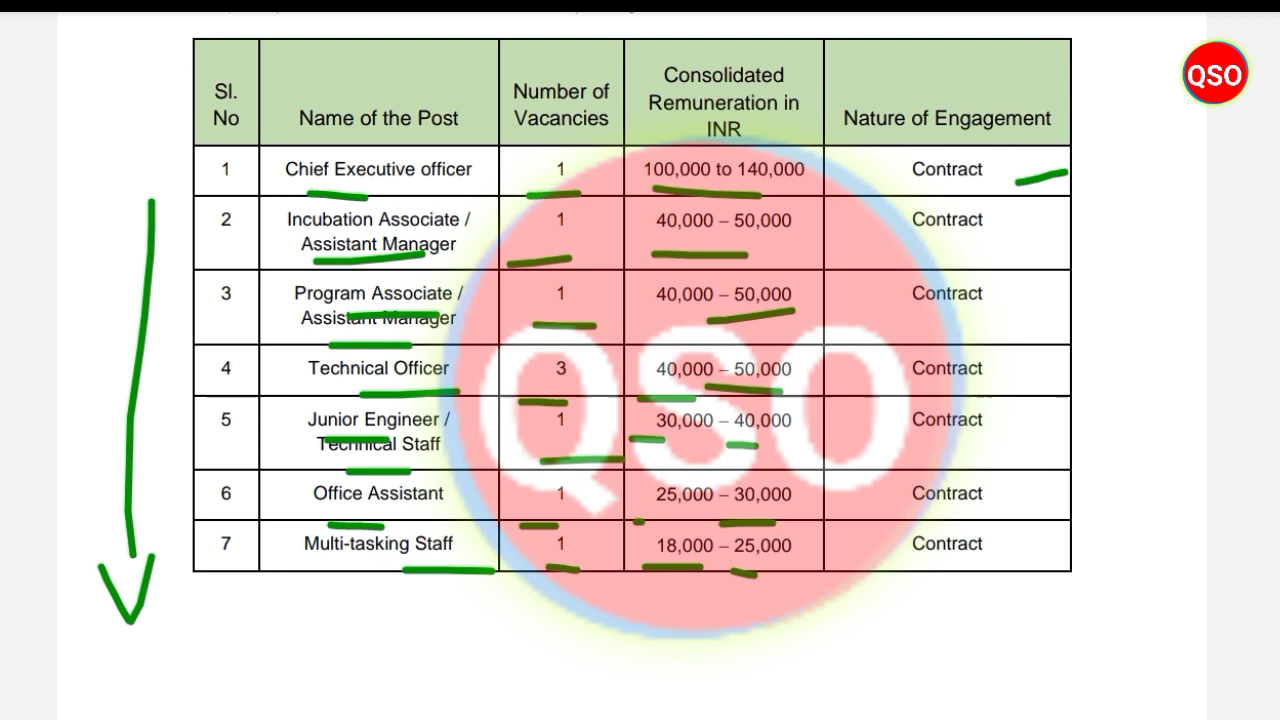 Sl. No Name of the Post Number of Vacancies Consolidated Remuneration in INR Nature of Engagement
1 Chief Executive officer 1 100,000 to 140,000 Contract
2 Incubation Associate / Assistant Manager 1 40,000 – 50,000 Contract
3 Program Associate / Assistant Manager 1 40,000 – 50,000 Contract
4 Technical Officer 3 40,000 – 50,000 Contract
5 Junior Engineer / Technical Staff 1 30,000 – 40,000 Contract
6 Office Assistant 1 25,000 – 30,000 Contract
7 Multi-tasking Staff 1 18,000 – 25,000 Contract
QSO
QSO